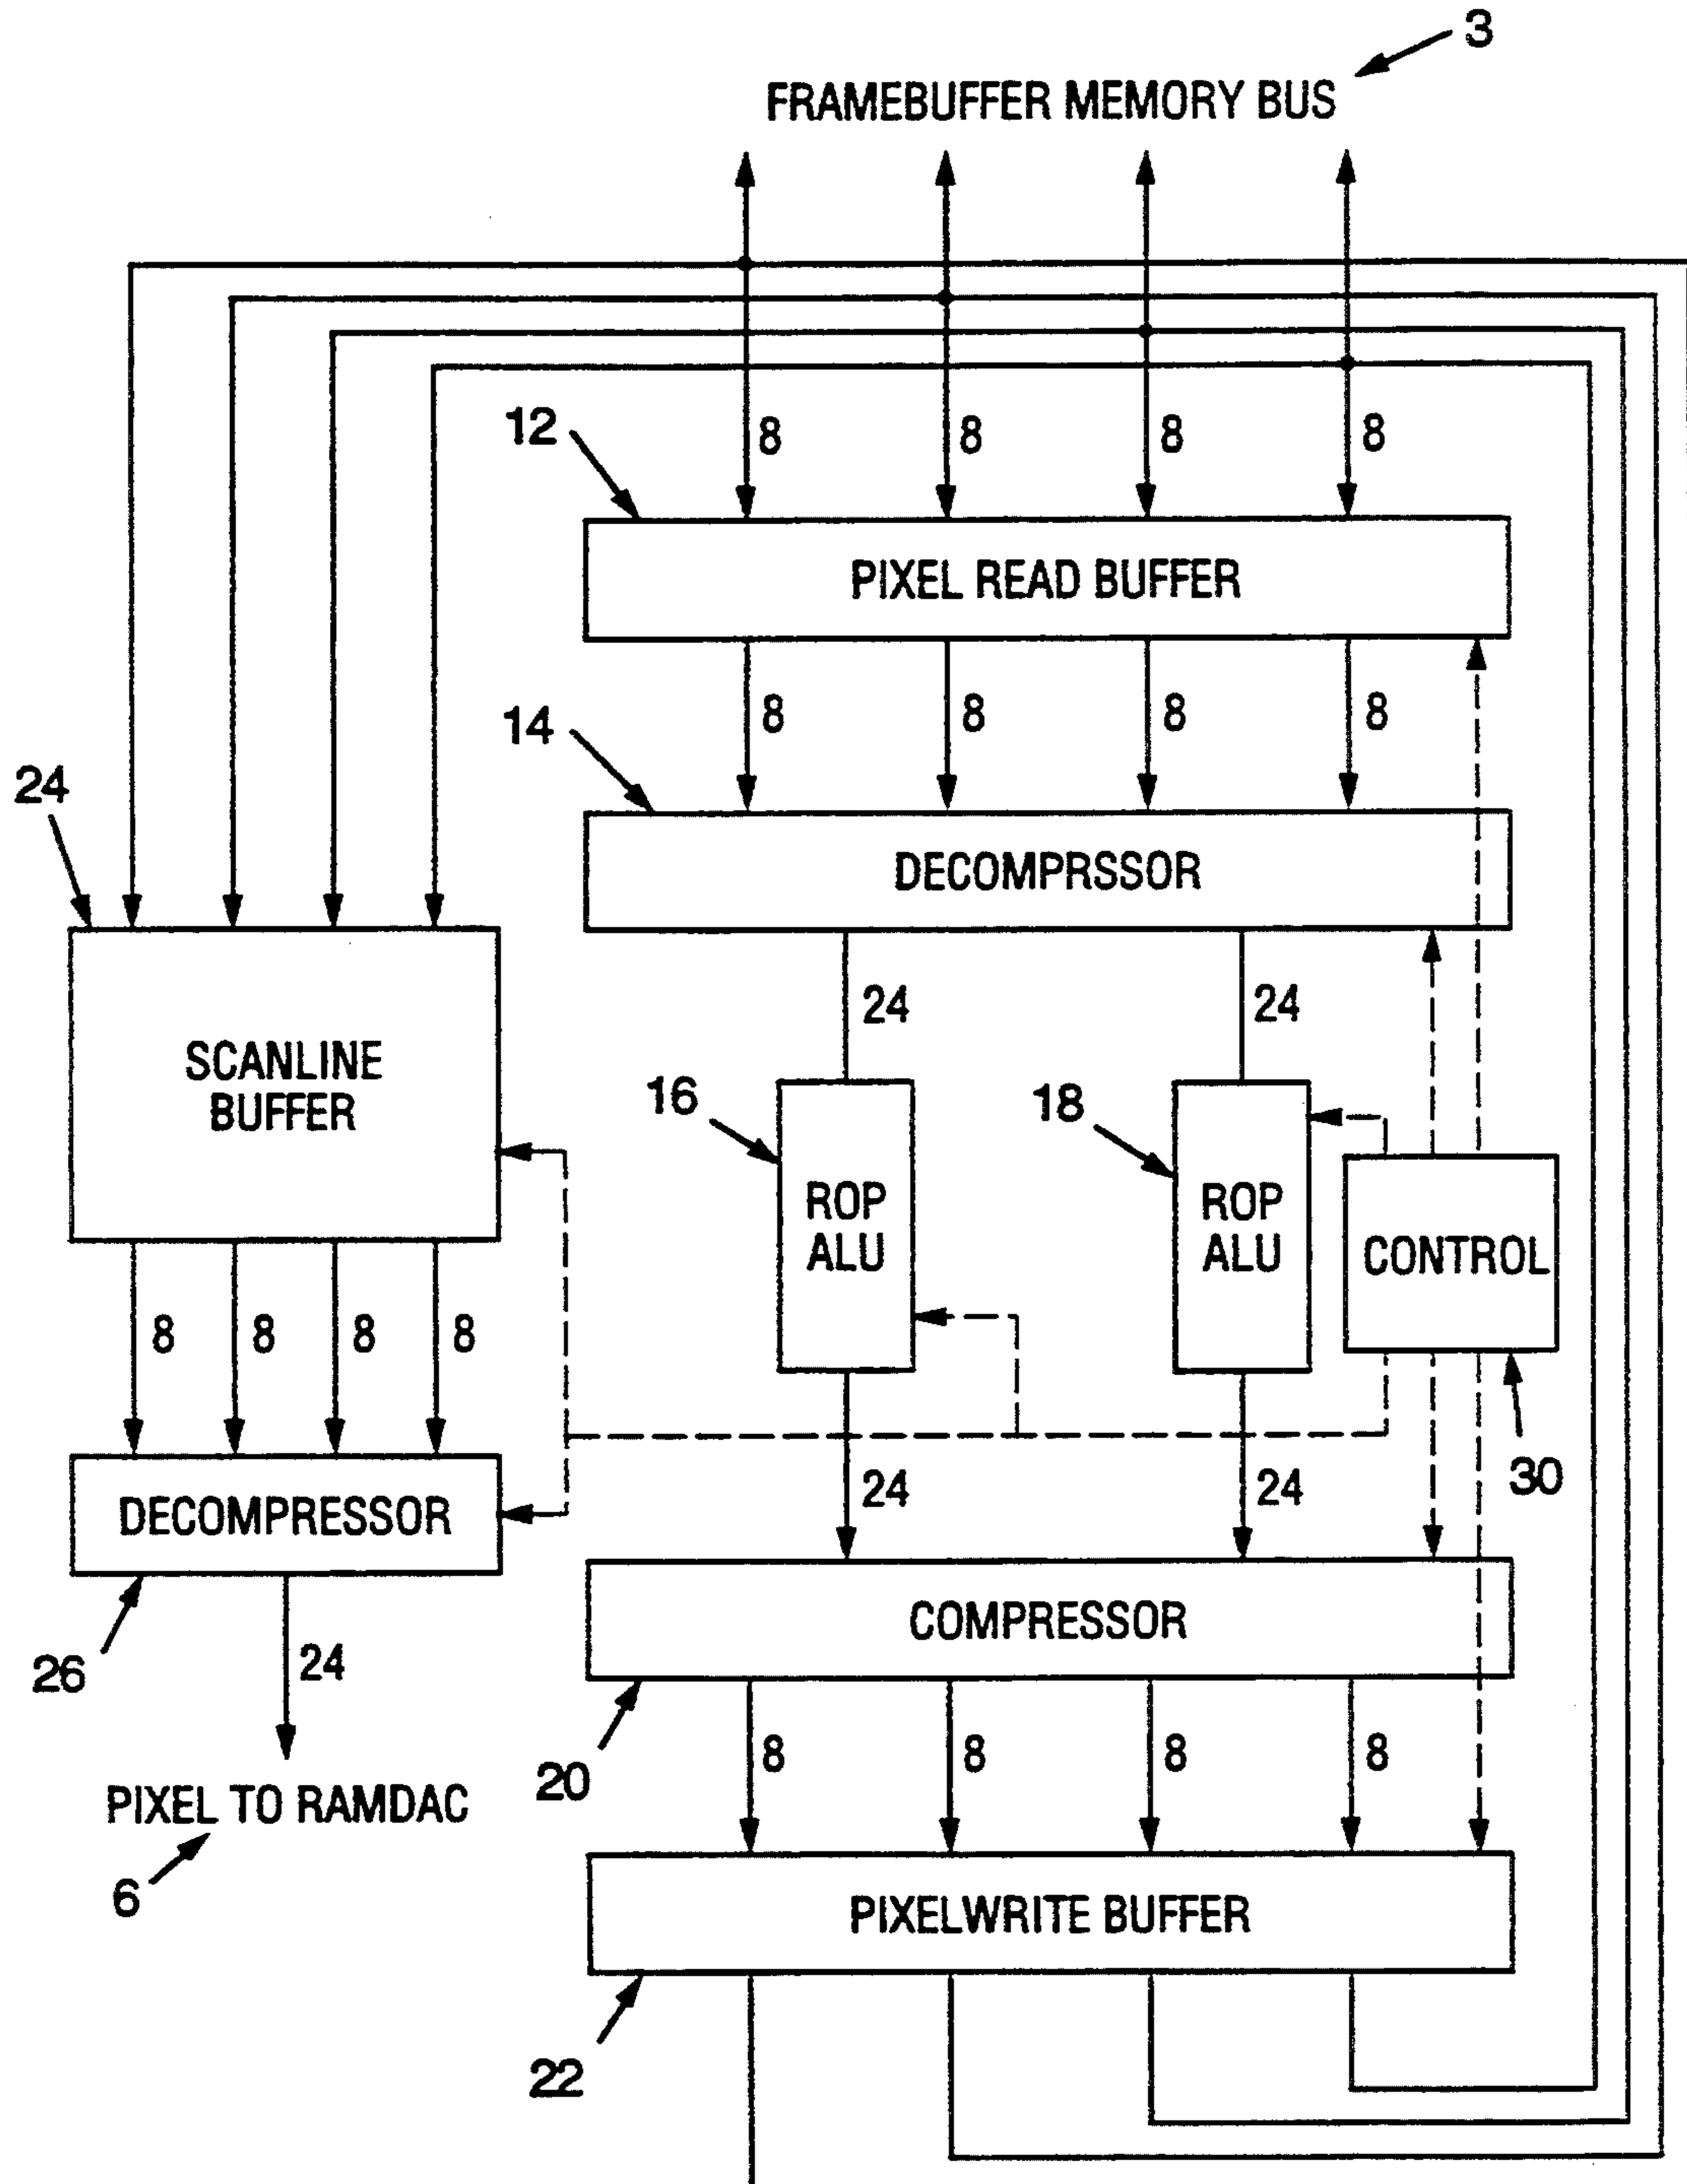 3
FRAMEBUFFER MEMORY BUS
12
8 8 8 8
PIXEL READ BUFFER
14
8 8 8 8
24
DECOMPRSSOR
24 24
SCANLINE
BUFFER
16
18
ROP
ALU
ROP
ALU
CONTROL
8 8 8 8
24 24
30
DECOMPRESSOR
COMPRESSOR
26
24
20
8 8 8 8
PIXEL TO RAMDAC
6
PIXELWRITE BUFFER
22